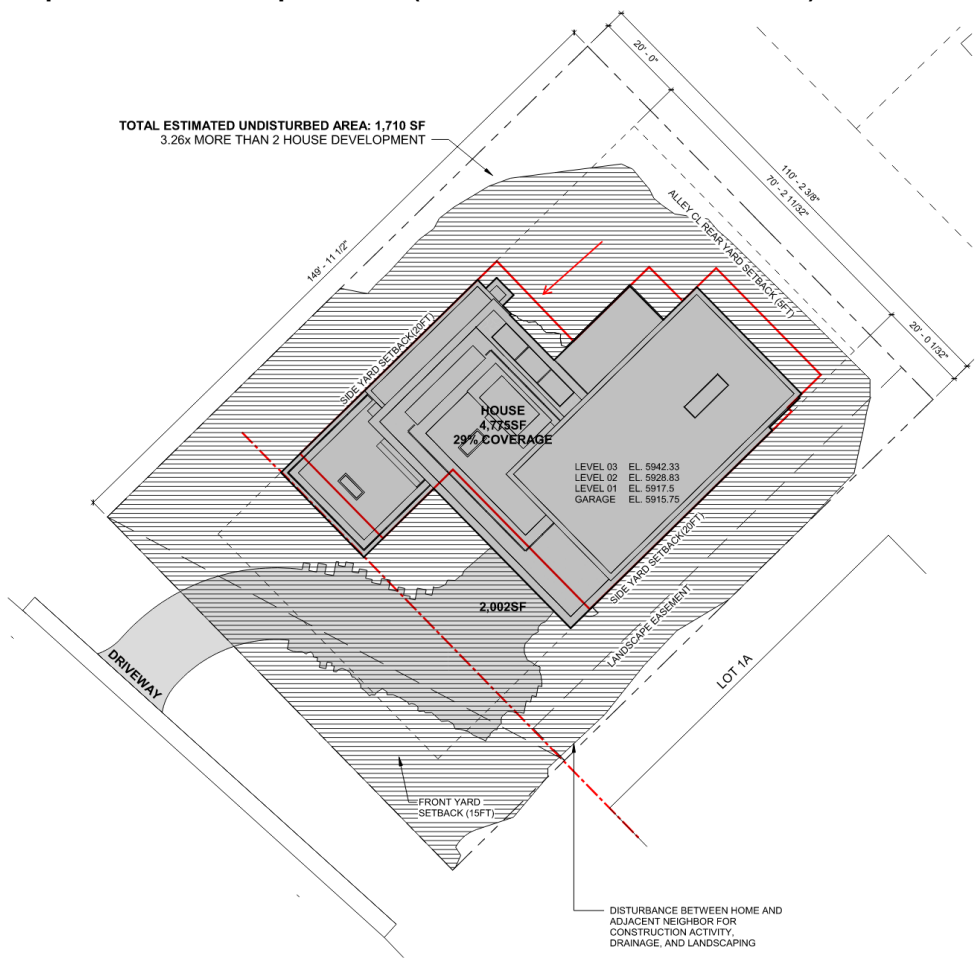 20' - 0"
TOTAL ESTIMATED UNDISTURBED AREA: 1,710 SF
3.26x MORE THAN 2 HOUSE DEVELOPMENT
110' - 2 3/8"
70' - 2 11/32"
ALLEY CL REAR YARD SETBACK (5FT)
149' - 11 1/2"
20' - 0 1/32"
SIDE YARD SETBACK(20FT)
HOUSE
4,775SF
29% COVERAGE
LEVEL 03 EL. 5942.33
LEVEL 02 EL. 5928.83
LEVEL 01 EL. 5917.5
GARAGE EL. 5915.75
SIDE YARD SETBACK(20FT)
2,002SF
LANDSCAPE EASEMENT
LOT 1A
DRIVEWAY
FRONT YARD
SETBACK (15FT)
DISTURBANCE BETWEEN HOME AND
ADJACENT NEIGHBOR FOR
CONSTRUCTION ACTIVITY,
DRAINAGE, AND LANDSCAPING